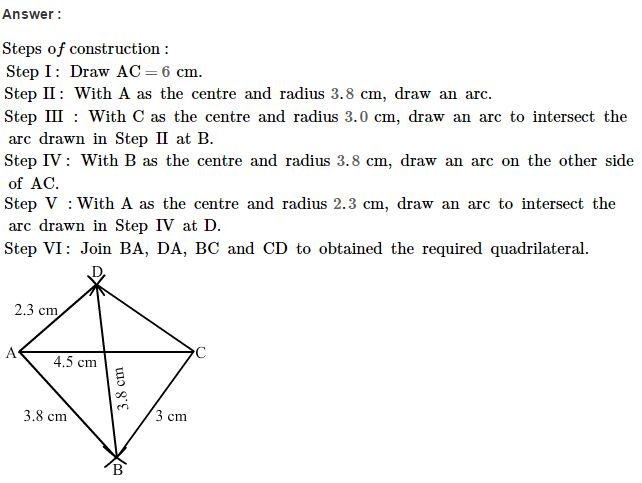 Answer :
Steps of construction :
Step I : Draw AC = 6 cm.
Step II : With A as the centre and radius 3.8 cm, draw an arc.
Step III : With C as the centre and radius 3.0 cm, draw an arc to intersect the
arc drawn in Step II at B.
Step IV : With B as the centre and radius 3.8 cm, draw an arc on the other side
of AC.
Step V : With A as the centre and radius 2.3 cm, draw an arc to intersect the
arc drawn in Step IV at D.
Step VI : Join BA, DA, BC and CD to obtained the required quadrilateral.
D
2.3 cm
A
C
4.5 cm
3.8 cm
3.8 cm
3 cm
B